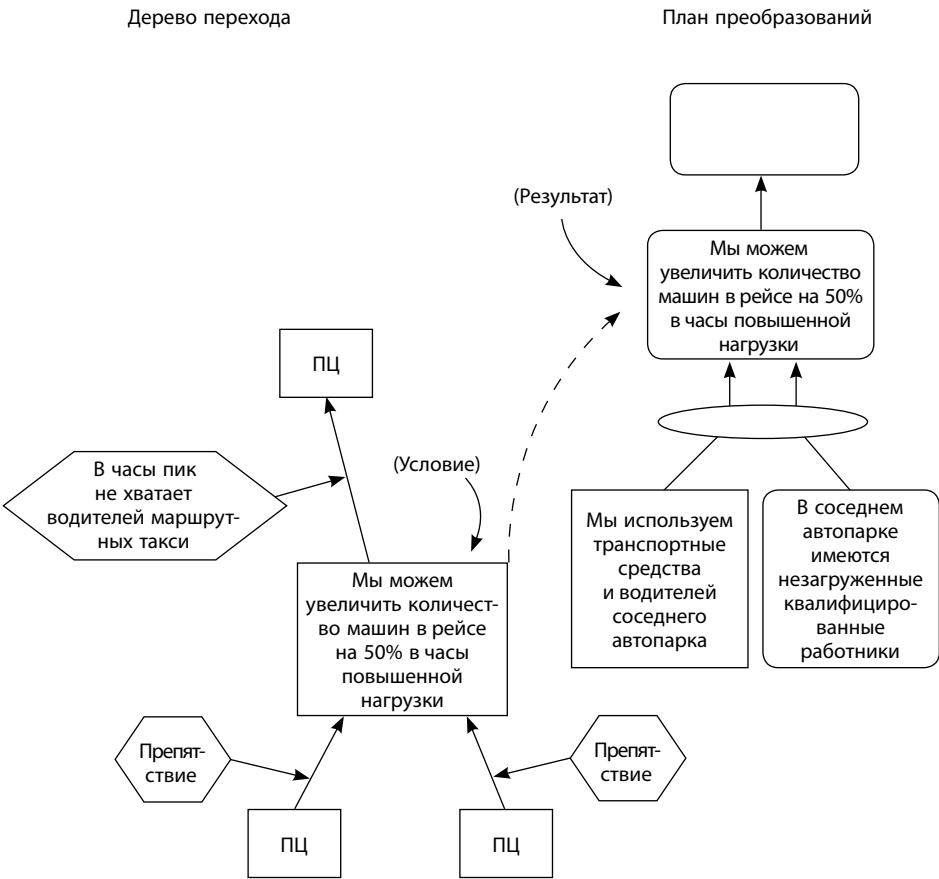 Дерево перехода
План преобразований
(Результат)
Мы можем
увеличить количество
машин в рейсе на 50%
в часы повышенной
нагрузки
ПЦ
В часы пик
не хватает
водителей маршрут-
ных такси
(Условие)
Мы используем
транспортные
средства
и водителей
соседнего
автопарка
В соседнем
автопарке
имеются
незагруженные
квалифициро-
ванные
работники
Мы можем
увеличить количест-
во машин в рейсе
на 50% в часы
повышенной
нагрузки
Препят-
ствие
Препят-
ствие
ПЦ
ПЦ